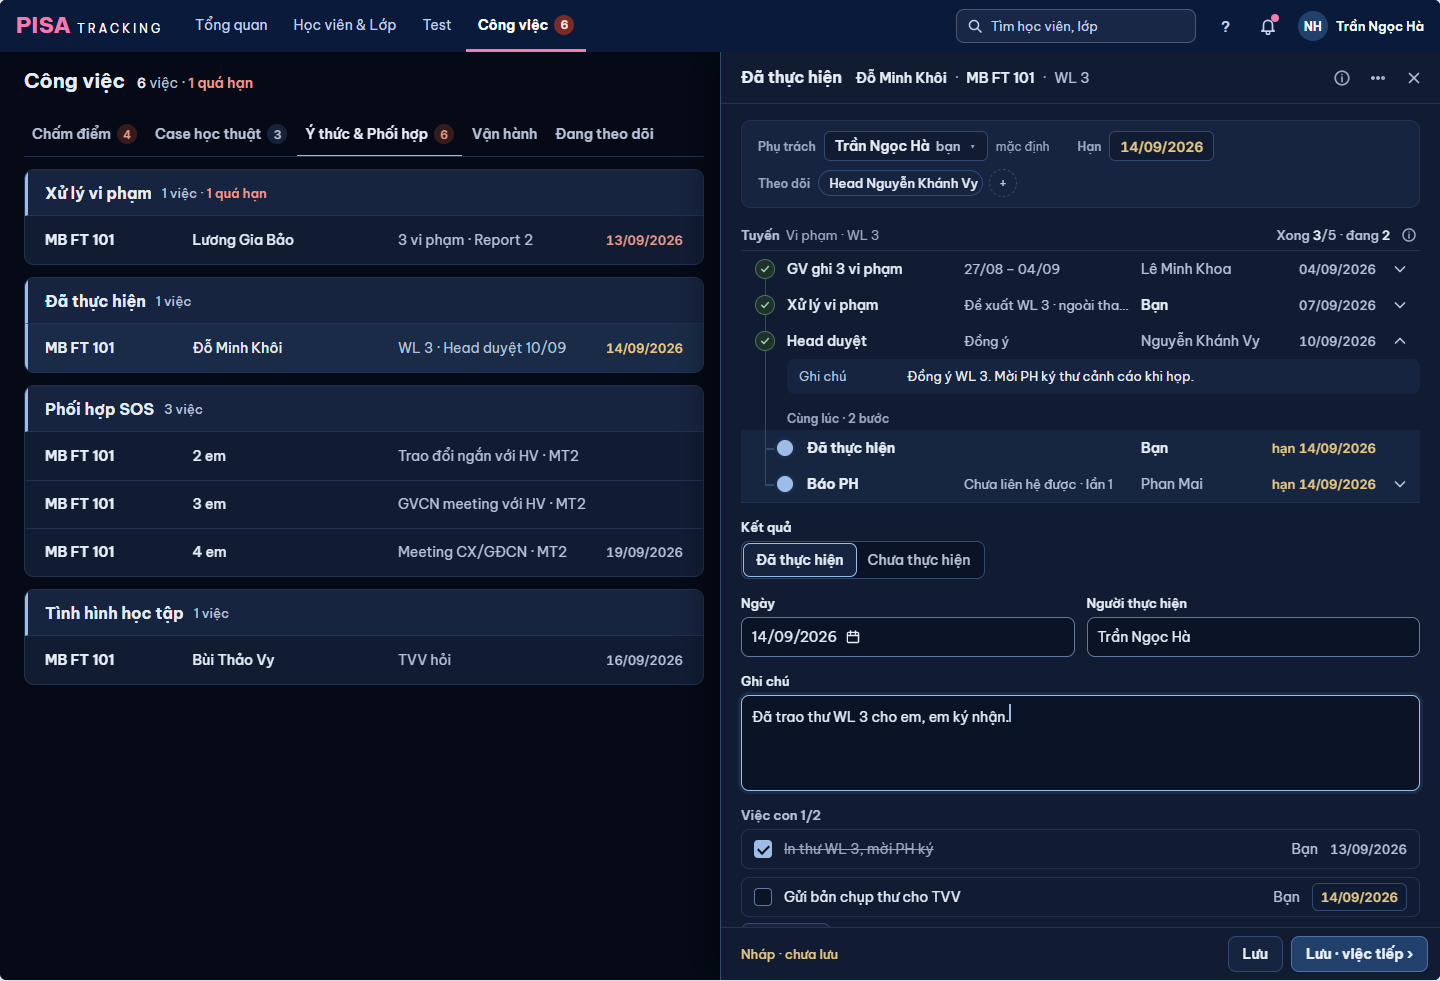 PISA TRACKING
Tổng quan
Học viên & Lớp
Test
Công việc 6
Tìm học viên, lớp
?
NH Trần Ngọc Hà
Công việc 6 việc · 1 quá hạn
Chấm điểm 4
Case học thuật 3
Ý thức & Phối hợp 6
Vận hành
Đang theo dõi
Xử lý vi phạm 1 việc · 1 quá hạn
MB FT 101 Lương Gia Bảo 3 vi phạm · Report 2 13/09/2026
Đã thực hiện 1 việc
MB FT 101 Đỗ Minh Khôi WL 3 · Head duyệt 10/09 14/09/2026
Phối hợp SOS 3 việc
MB FT 101 2 em Trao đổi ngắn với HV · MT2
MB FT 101 3 em GVCN meeting với HV · MT2
MB FT 101 4 em Meeting CX/GĐCN · MT2 19/09/2026
Tình hình học tập 1 việc
MB FT 101 Bùi Thảo Vy TVV hỏi 16/09/2026
Đã thực hiện Đỗ Minh Khôi · MB FT 101 · WL 3
Phụ trách Trần Ngọc Hà bạn mặc định Hạn 14/09/2026
Theo dõi Head Nguyễn Khánh Vy +
Tuyến Vi phạm · WL 3 Xong 3/5 · đang 2
GV ghi 3 vi phạm 27/08 – 04/09 Lê Minh Khoa 04/09/2026
Xử lý vi phạm Đề xuất WL 3 · ngoài tha... Bạn 07/09/2026
Head duyệt Đồng ý Nguyễn Khánh Vy 10/09/2026
Ghi chú Đồng ý WL 3. Mời PH ký thư cảnh cáo khi họp.
Cùng lúc · 2 bước
Đã thực hiện Bạn hạn 14/09/2026
Báo PH Chưa liên hệ được · lần 1 Phan Mai hạn 14/09/2026
Kết quả
Đã thực hiện Chưa thực hiện
Ngày Người thực hiện
14/09/2026 Trần Ngọc Hà
Ghi chú
Đã trao thư WL 3 cho em, em ký nhận.
Việc con 1/2
In thư WL 3, mời PH ký Bạn 13/09/2026
Gửi bản chụp thư cho TVV Bạn 14/09/2026
Nháp · chưa lưu Lưu Lưu · việc tiếp ›